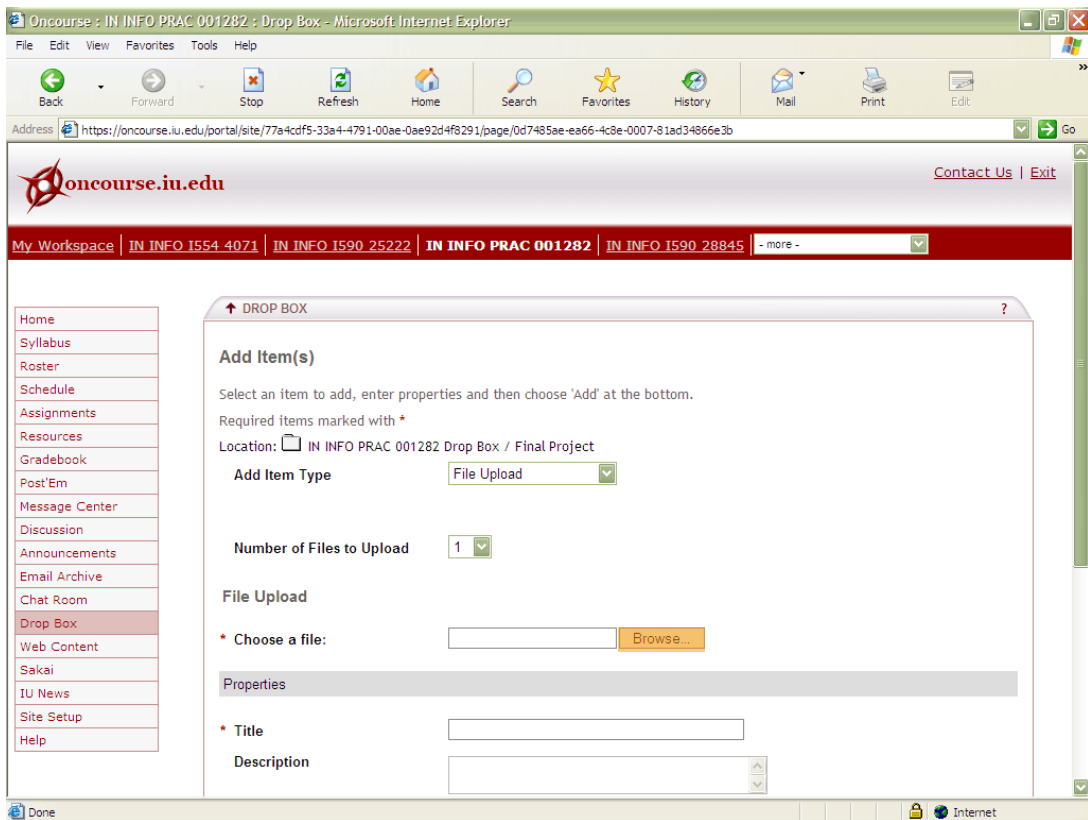 Oncourse : IN INFO PRAC 001282 : Drop Box - Microsoft Internet Explorer
File Edit View Favorites Tools Help
Back Forward Stop Refresh Home Search Favorites History Mail Print Edit
Address https://oncourse.iu.edu/portal/site/77a4cdf5-33a4-4791-00ae-0ae92d4f8291/page/0d7485ae-ea66-4c8e-0007-81ad34866e3b Go
oncourse.iu.edu
Contact Us | Exit
My Workspace | IN INFO I554 4071 | IN INFO I590 25222 | IN INFO PRAC 001282 | IN INFO I590 28845 | - more -
Home
Syllabus
Roster
Schedule
Assignments
Resources
Gradebook
Post'Em
Message Center
Discussion
Announcements
Email Archive
Chat Room
Drop Box
Web Content
Sakai
IU News
Site Setup
Help
DROP BOX ?
Add Item(s)
Select an item to add, enter properties and then choose 'Add' at the bottom.
Required items marked with *
Location: IN INFO PRAC 001282 Drop Box / Final Project
Add Item Type File Upload
Number of Files to Upload 1
File Upload
* Choose a file: Browse...
Properties
* Title
Description
Done Internet